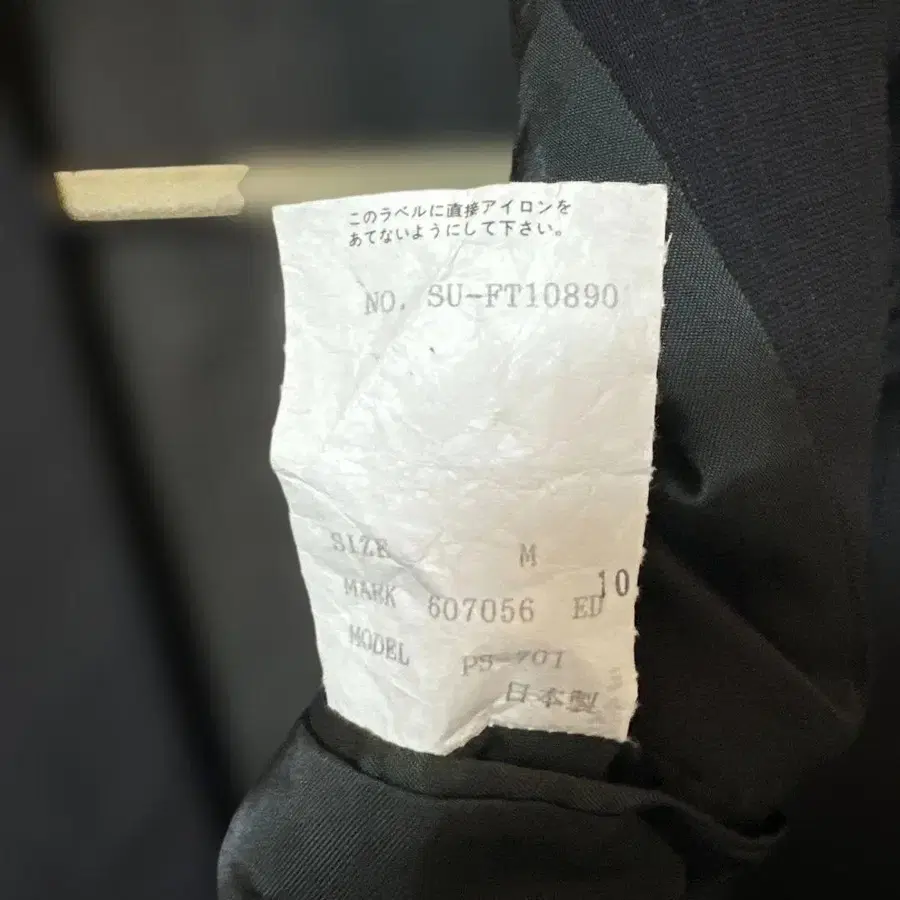 このラベルに直接アイロンを
あてないようにして下さい。
NO. SU-FT10890
SIZE M
10
MARK 607056 ED
MODEL PS-701
日本製